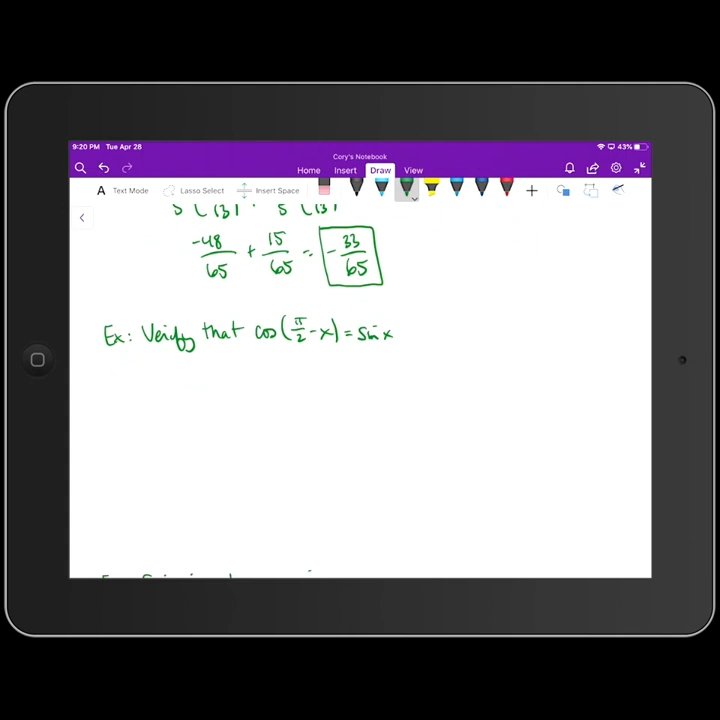 9:20 PM Tue Apr 28
43%
Cory's Notebook
Home Insert Draw View
A Text Mode Lasso Select Insert Space
-48/65 + 15/65 = -33/65
Ex: Verify that cos(π/2 - x) = sin x